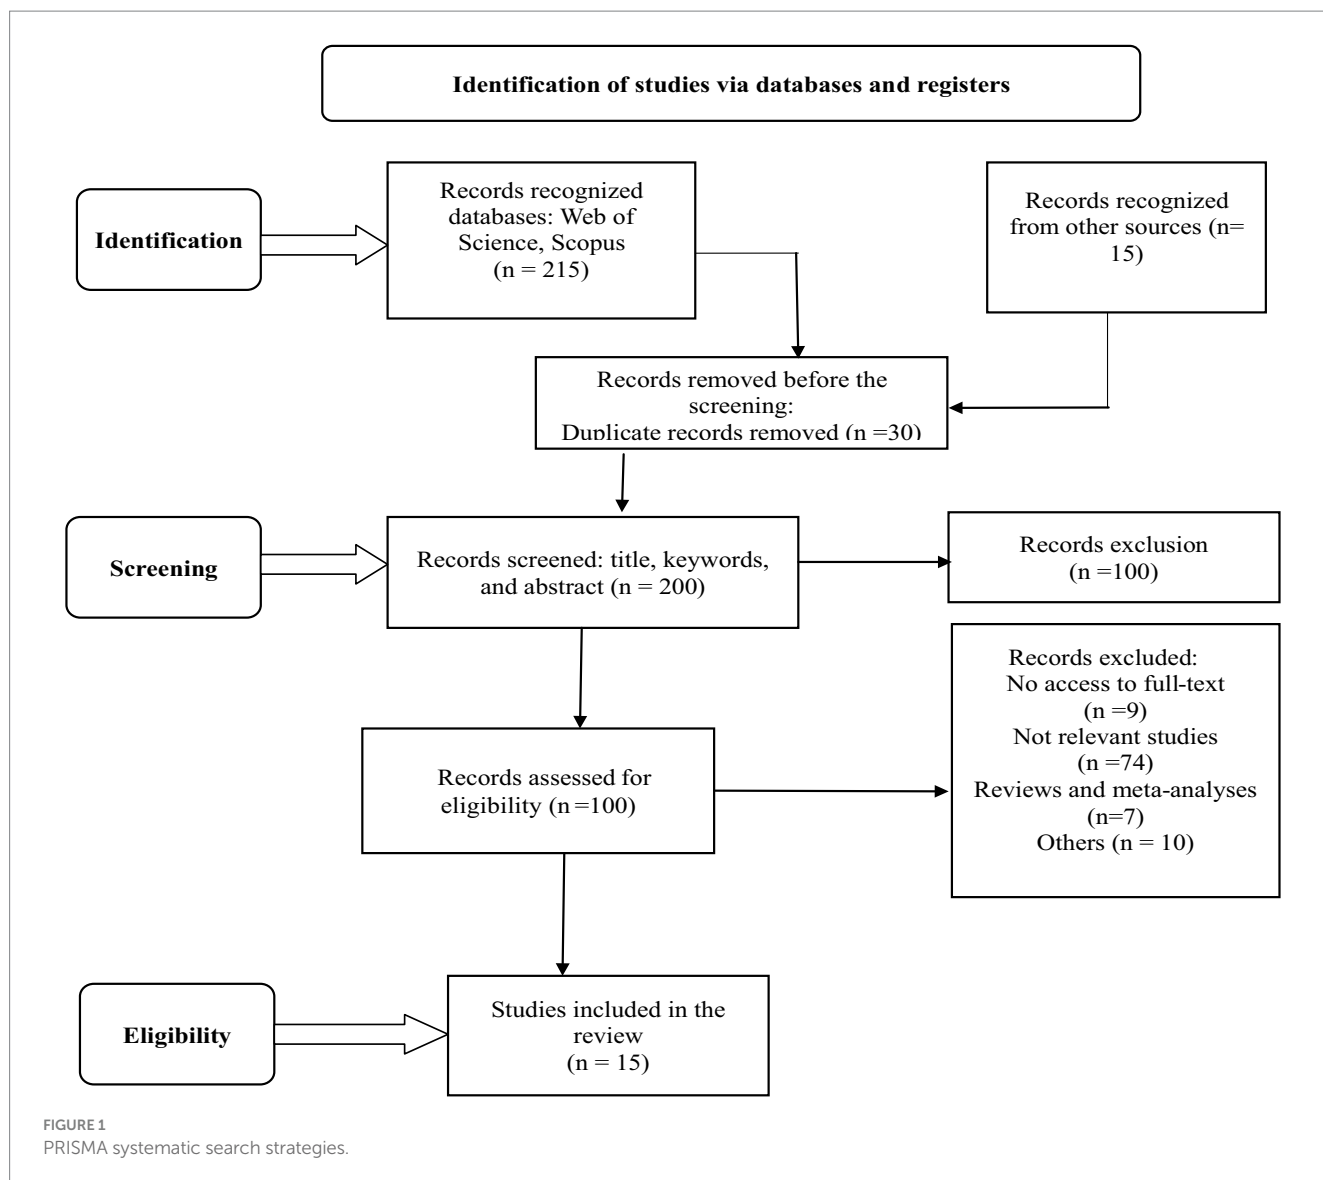 Identification of studies via databases and registers
Identification
Records recognized
databases: Web of
Science, Scopus
(n = 215)
Records recognized
from other sources (n=
15)
Records removed before the
screening:
Duplicate records removed (n =30)
Screening
Records screened: title, keywords,
and abstract (n = 200)
Records exclusion
(n =100)
Records assessed for
eligibility (n =100)
Records excluded:
No access to full-text
(n =9)
Not relevant studies
(n =74)
Reviews and meta-analyses
(n=7)
Others (n = 10)
Eligibility
Studies included in the
review
(n = 15)
FIGURE 1
PRISMA systematic search strategies.